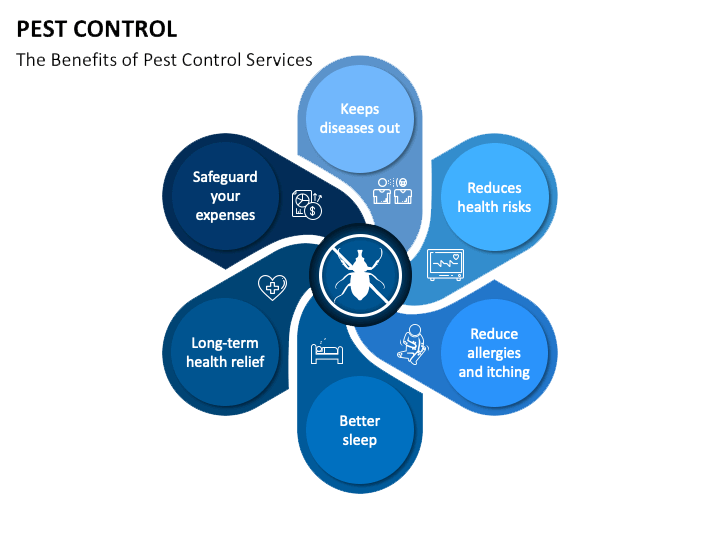 PEST CONTROL
The Benefits of Pest Control Services
Keeps
diseases out
Reduces
health risks
Reduce
allergies
and itching
Better
sleep
Long-term
health relief
Safeguard
your
expenses
$